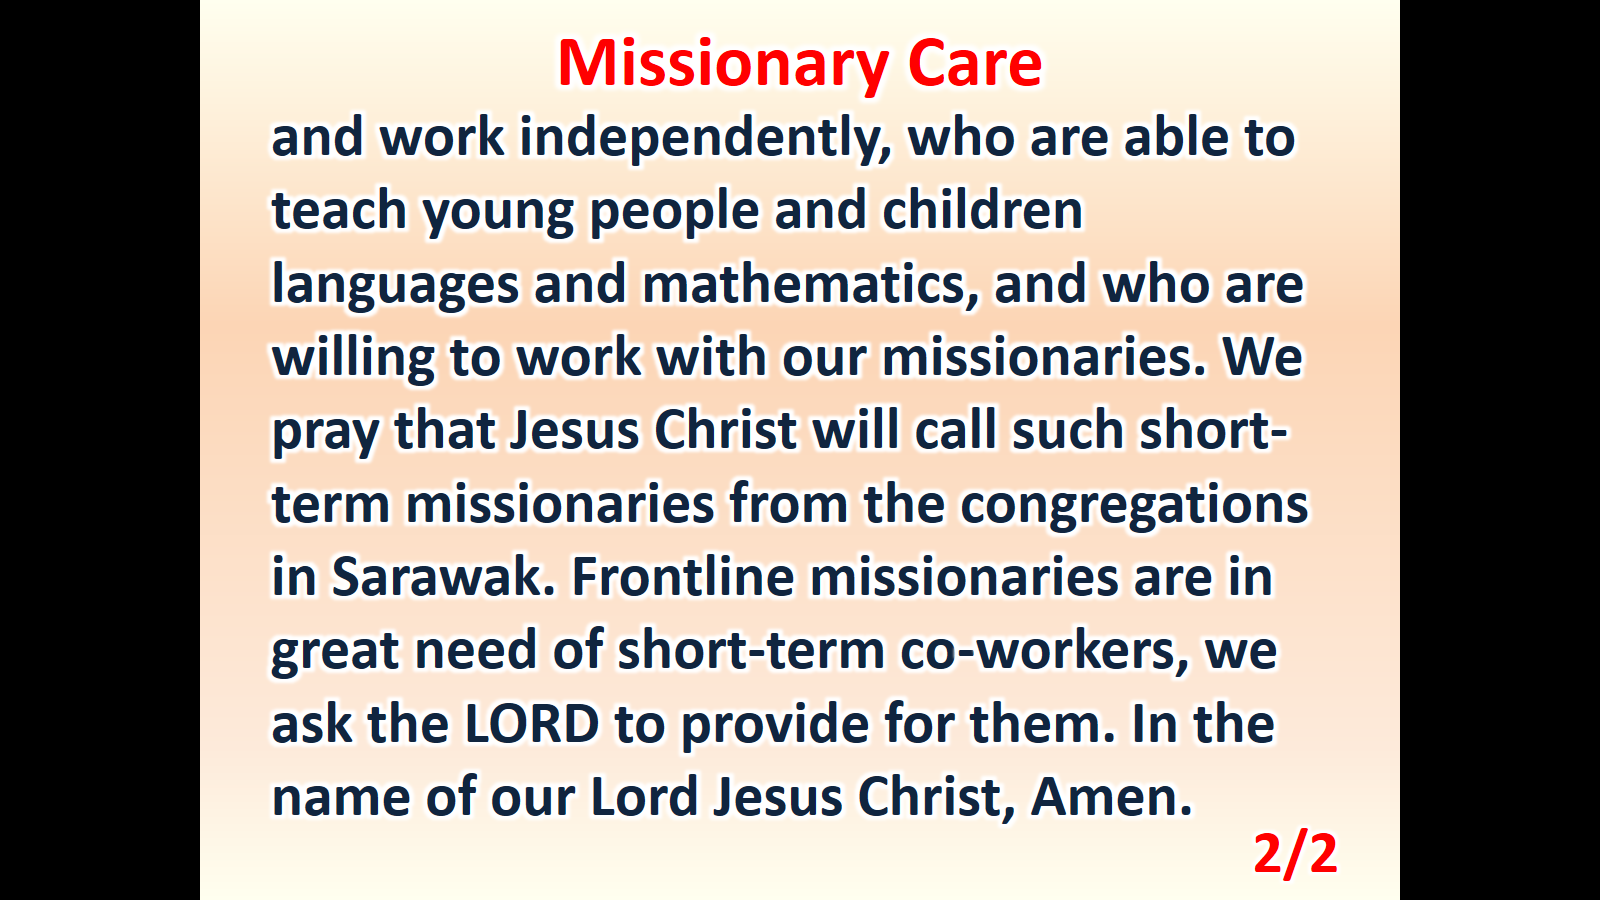 Missionary Care
and work independently, who are able to
teach young people and children
languages and mathematics, and who are
willing to work with our missionaries. We
pray that Jesus Christ will call such short-
term missionaries from the congregations
in Sarawak. Frontline missionaries are in
great need of short-term co-workers, we
ask the LORD to provide for them. In the
name of our Lord Jesus Christ, Amen.
2/2